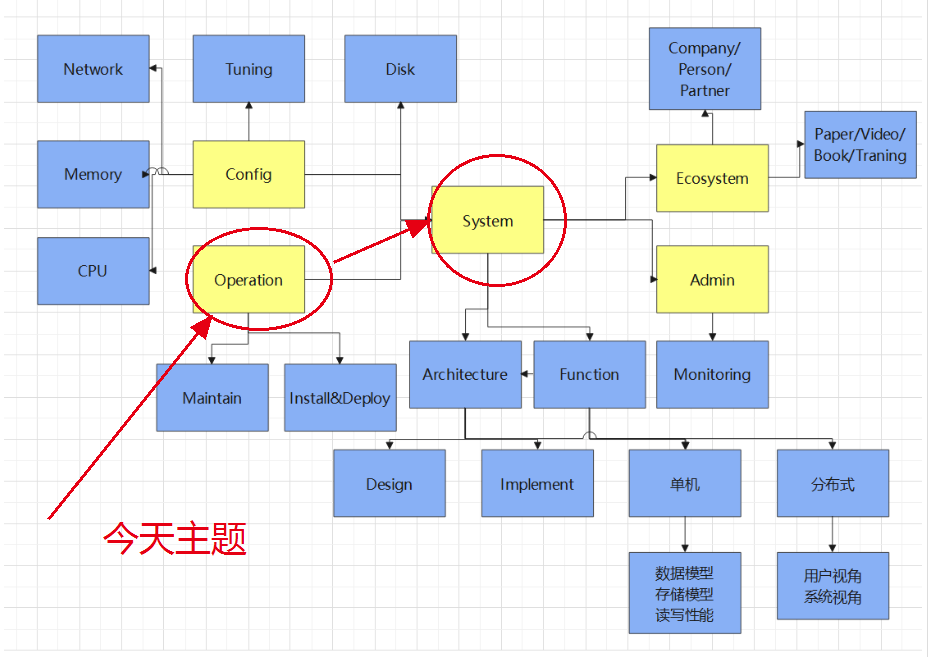 Network
Tuning
Disk
Company/
Person/
Partner
Paper/Video/
Book/Traning
Memory
Config
System
Ecosystem
CPU
Operation
Admin
Maintain
Install&Deploy
Architecture
Function
Monitoring
Design
Implement
单机
分布式
今天主题
数据模型
存储模型
读写性能
用户视角
系统视角